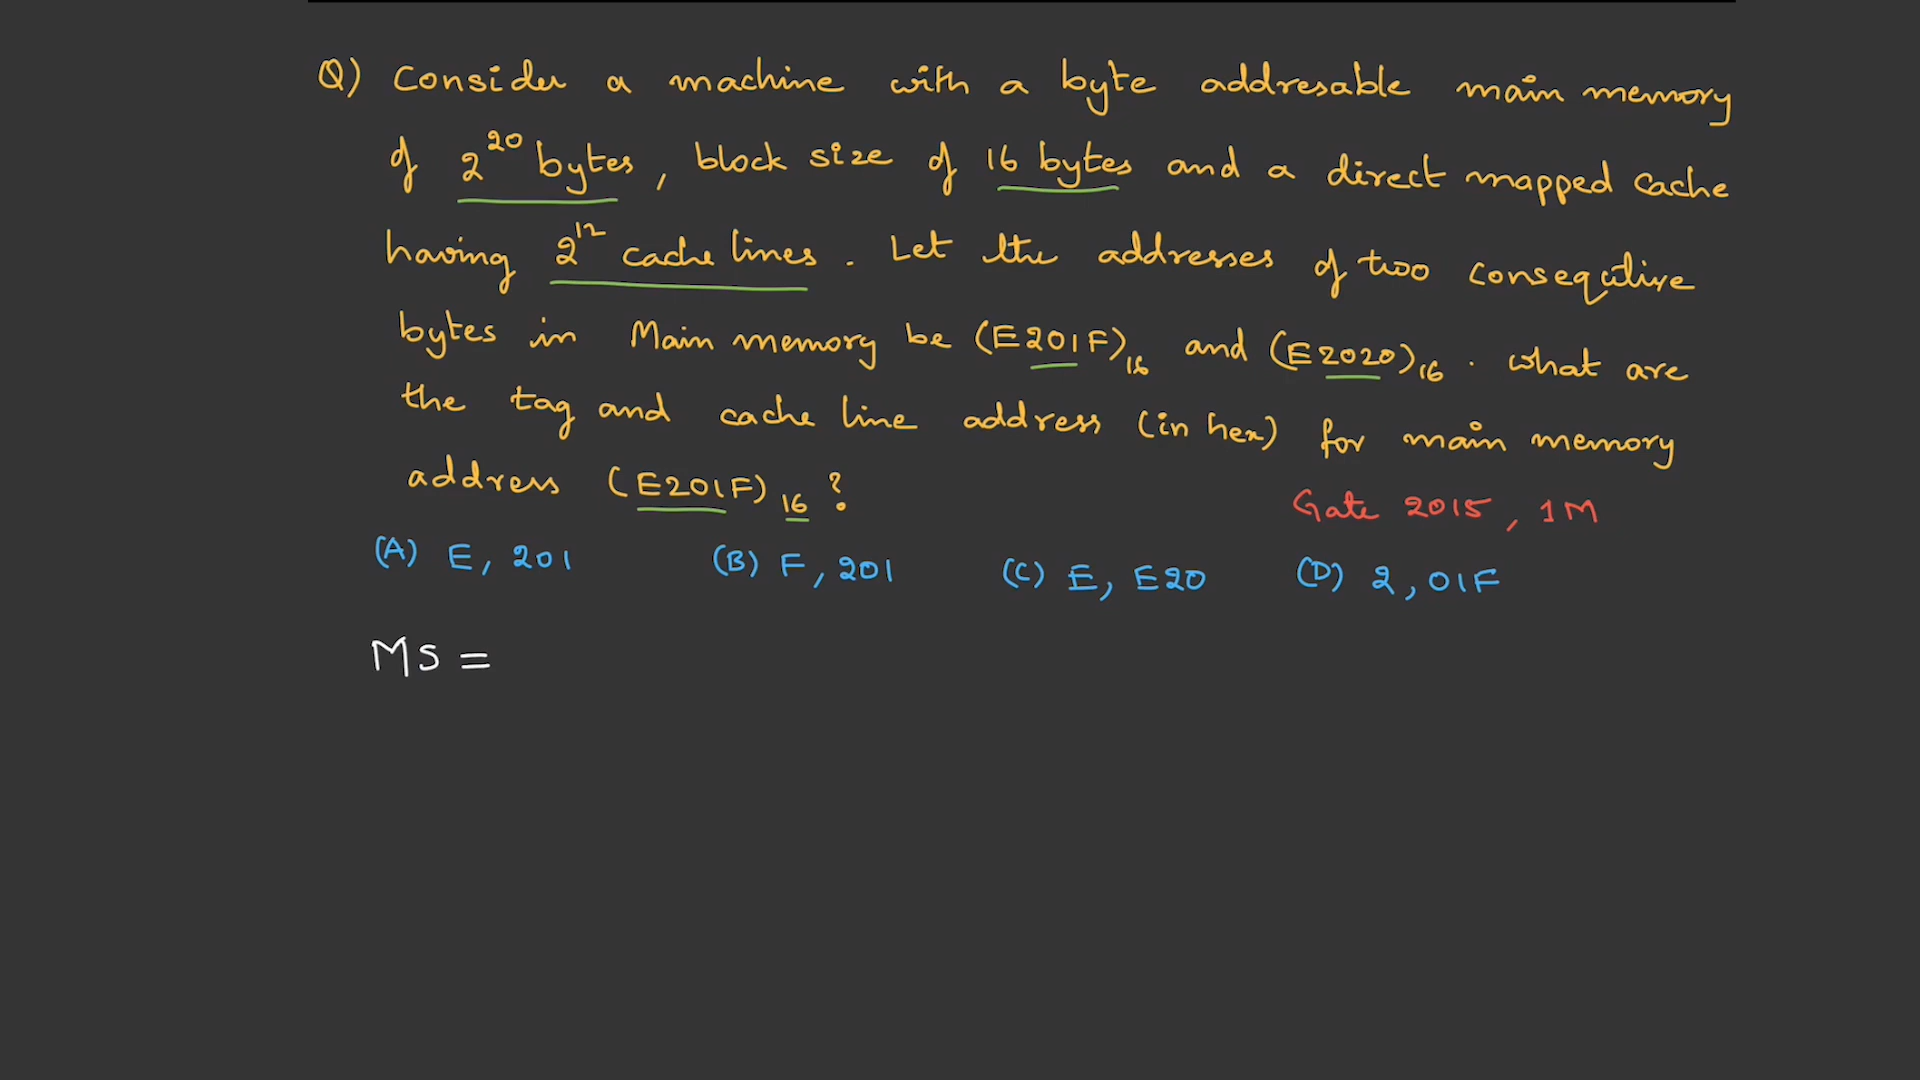 Q) Consider a machine with a byte addresable main memory
of 2^20 bytes, block size of 16 bytes and a direct mapped cache
having 2^12 cache lines. Let the addresses of two consequtive
bytes in Main memory be (E201F)16 and (E2020)16. What are
the tag and cache line address (in hex) for main memory
address (E201F)16 ?
Gate 2015, 1M
(A) E, 201 (B) F, 201 (C) E, E20 (D) 2, 01F
MS =